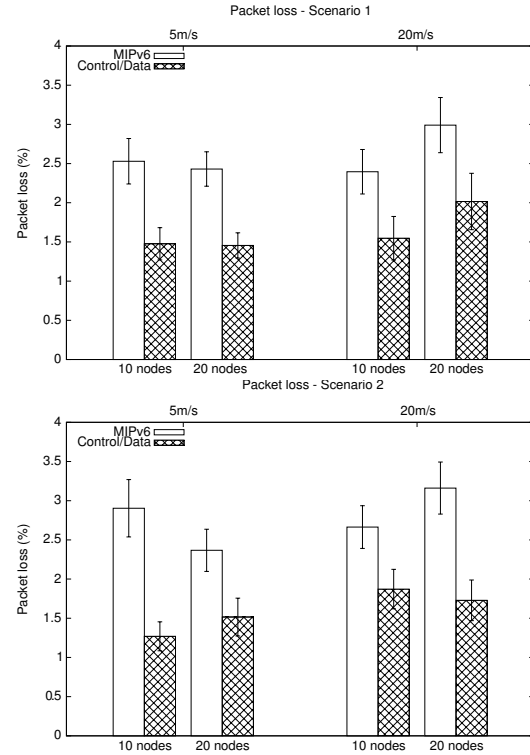 Packet loss - Scenario 1
5m/s 20m/s
4
3.5
3
2.5
2
1.5
1
0.5
0
Packet loss (%)
MIPv6
Control/Data
10 nodes 20 nodes 10 nodes 20 nodes
Packet loss - Scenario 2
5m/s 20m/s
4
3.5
3
2.5
2
1.5
1
0.5
0
Packet loss (%)
MIPv6
Control/Data
10 nodes 20 nodes 10 nodes 20 nodes